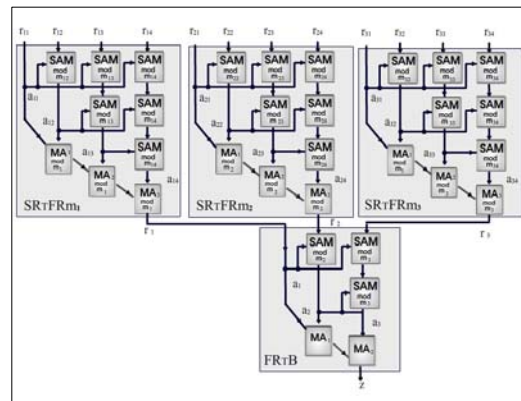 r11 r12 r13 r14
SAM mod m12
SAM mod m13
SAM mod m14
a11
SAM mod m13
SAM mod m14
a12
SAM mod m14
a13
a14
MA1 mod m1
MA2 mod m1
MA3 mod m1
SRTFRm1
r21 r22 r23 r24
SAM mod m22
SAM mod m23
SAM mod m24
a21
SAM mod m23
SAM mod m24
a22
SAM mod m24
a23
a24
MA1 mod m2
MA2 mod m2
MA3 mod m2
SRTFRm2
r31 r32 r33 r34
SAM mod m32
SAM mod m33
SAM mod m34
a31
SAM mod m33
SAM mod m34
a32
SAM mod m34
a33
a34
MA1 mod m3
MA2 mod m3
MA3 mod m3
SRTFRm3
r1
r2
r3
SAM mod m2
SAM mod m3
a1
SAM mod m3
a2
a3
MA1
MA2
FRTB
z